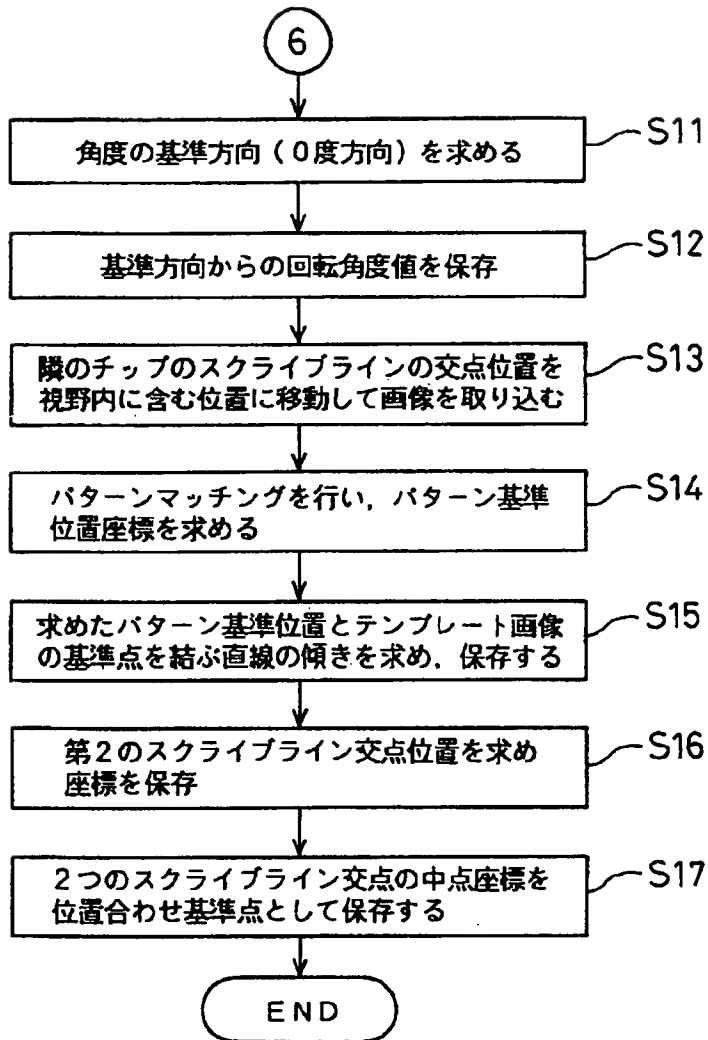 6
角度の基準方向(0度方向)を求める
S11
基準方向からの回転角度値を保存
S12
隣のチップのスクライブラインの交点位置を
視野内に含む位置に移動して画像を取り込む
S13
パターンマッチングを行い,パターン基準
位置座標を求める
S14
求めたパターン基準位置とテンプレート画像
の基準点を結ぶ直線の傾きを求め,保存する
S15
第2のスクライブライン交点位置を求め
座標を保存
S16
2つのスクライブライン交点の中点座標を
位置合わせ基準点として保存する
S17
END